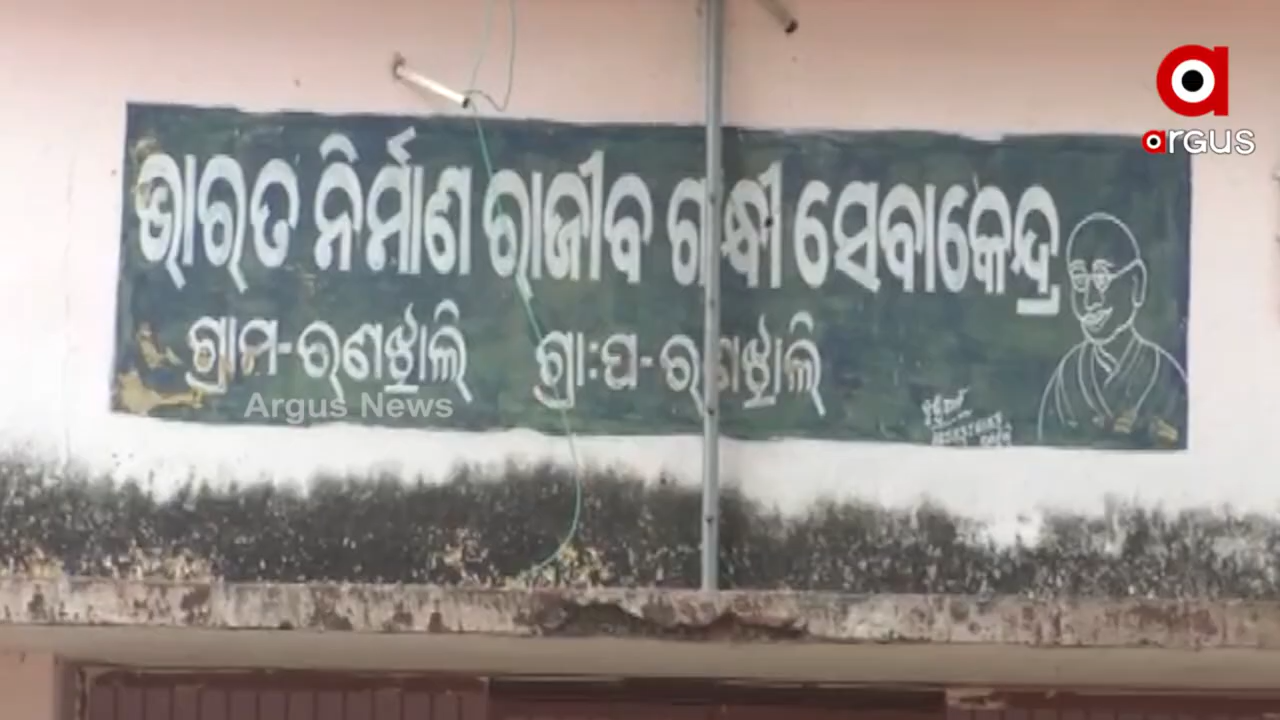 argus
ଭାରତ ନିର୍ମାଣ ରାଜୀବ ଗାନ୍ଧୀ ସେବାକେନ୍ଦ୍ର
ଗ୍ରାମ-ରଣଝାଲି ଗ୍ରାଃପ-ରଣଝାଲି
Argus News